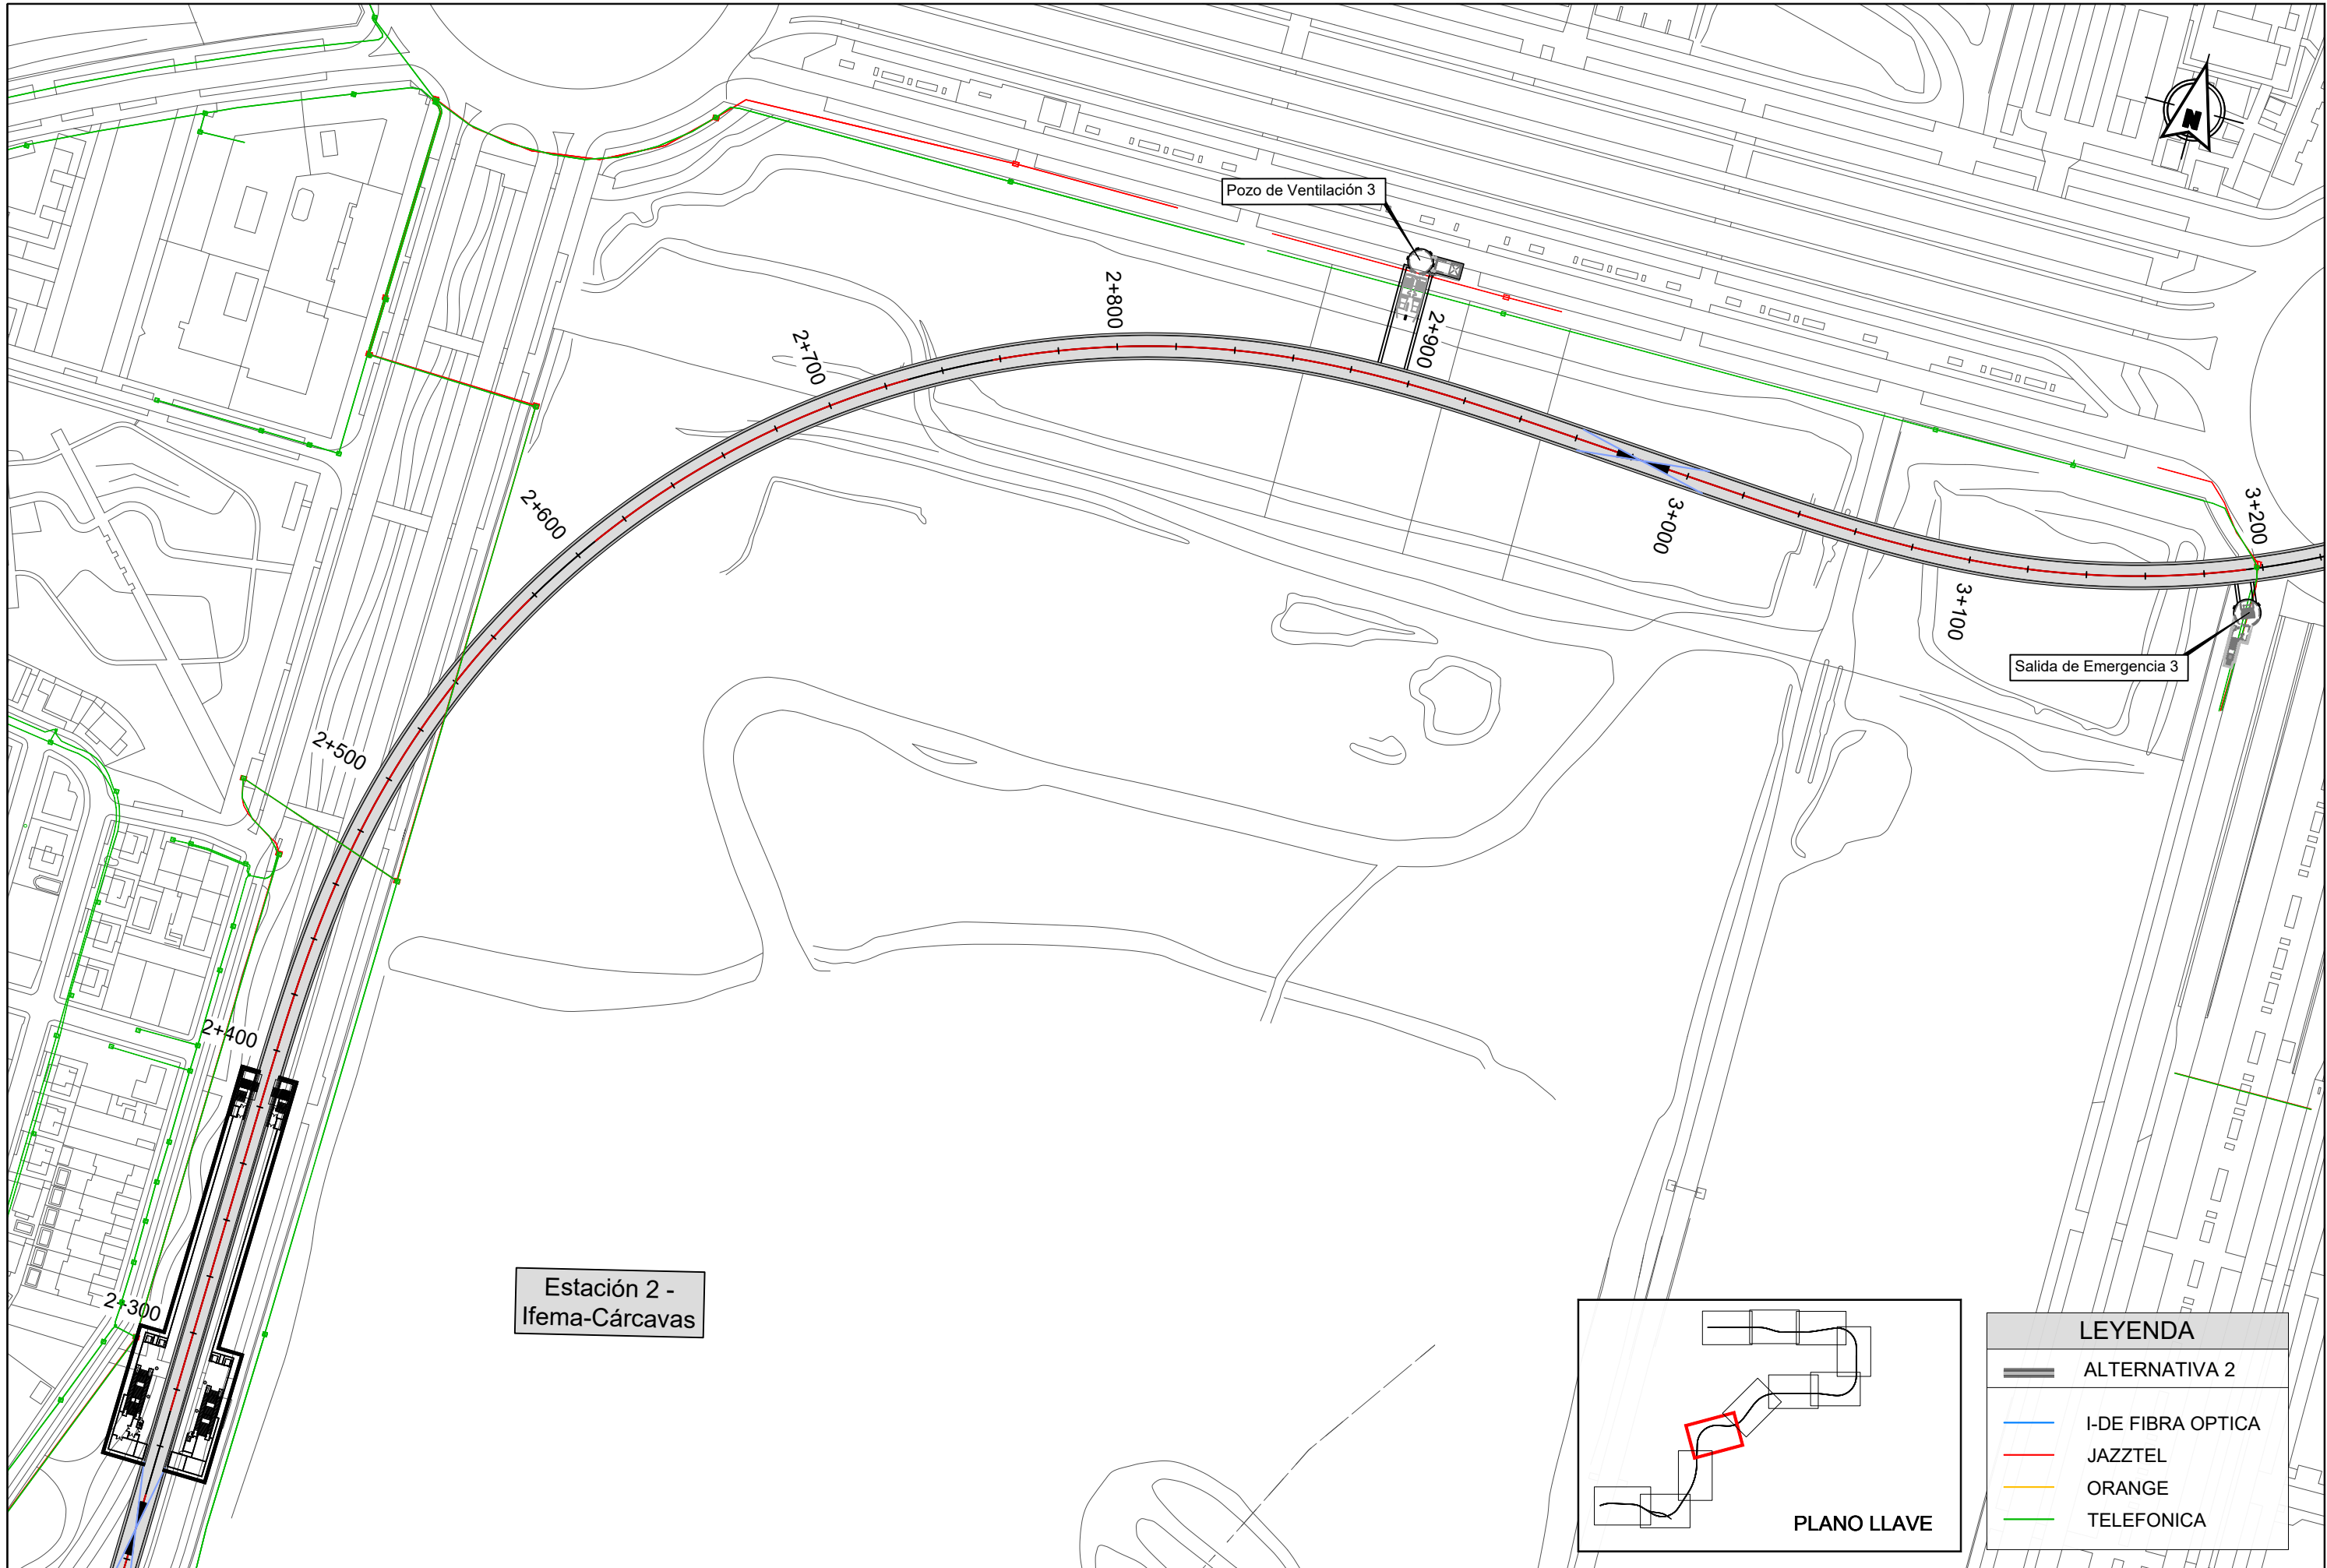 N
Pozo de Ventilación 3
2+800
2+900
2+700
2+600
3+000
3+200
3+100
Salida de Emergencia 3
2+500
2+400
2+300
Estación 2 -
Ifema-Cárcavas
PLANO LLAVE
LEYENDA
ALTERNATIVA 2
I-DE FIBRA OPTICA
JAZZTEL
ORANGE
TELEFONICA